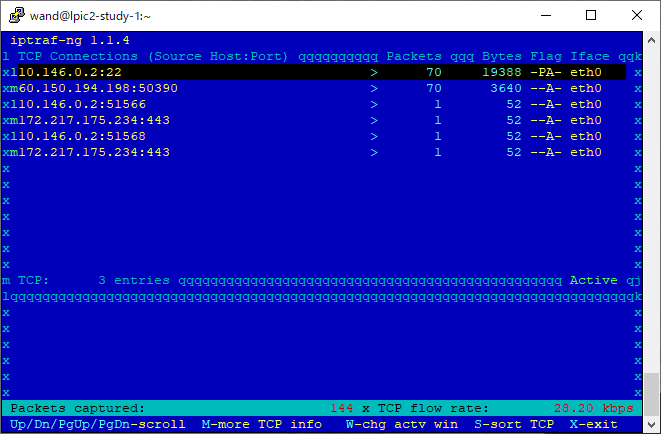 wand@lpic2-study-1:~
iptraf-ng 1.1.4
l TCP Connections (Source Host:Port) qqqqqqqqqq Packets qqq Bytes Flag Iface qqk
xl10.146.0.2:22 > 70 19388 -PA- eth0 x
xm60.150.194.198:50390 > 70 3640 --A- eth0 x
xl10.146.0.2:51566 > 1 52 --A- eth0 x
xm172.217.175.234:443 > 1 52 --A- eth0 x
xl10.146.0.2:51568 > 1 52 --A- eth0 x
xm172.217.175.234:443 > 1 52 --A- eth0 x
x x
x x
x x
x x
x x
x x
x x
m TCP: 3 entries qqqqqqqqqqqqqqqqqqqqqqqqqqqqqqqqqqqqqqqqqqqqqqqq Active qj
lqqqqqqqqqqqqqqqqqqqqqqqqqqqqqqqqqqqqqqqqqqqqqqqqqqqqqqqqqqqqqqqqqqqqqqqqqqqqqqk
x x
x x
x x
x x
x x
x x
Packets captured: 144 x TCP flow rate: 28.20 kbps
Up/Dn/PgUp/PgDn-scroll M-more TCP info W-chg actv win S-sort TCP X-exit